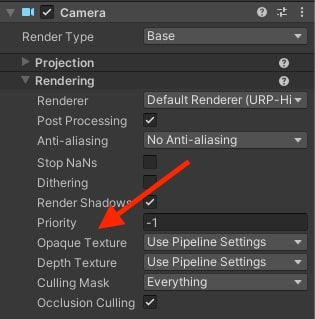 Camera
Render Type Base
Projection
Rendering
Renderer Default Renderer (URP-Hi
Post Processing
Anti-aliasing No Anti-aliasing
Stop NaNs
Dithering
Render Shadows
Priority -1
Opaque Texture Use Pipeline Settings
Depth Texture Use Pipeline Settings
Culling Mask Everything
Occlusion Culling